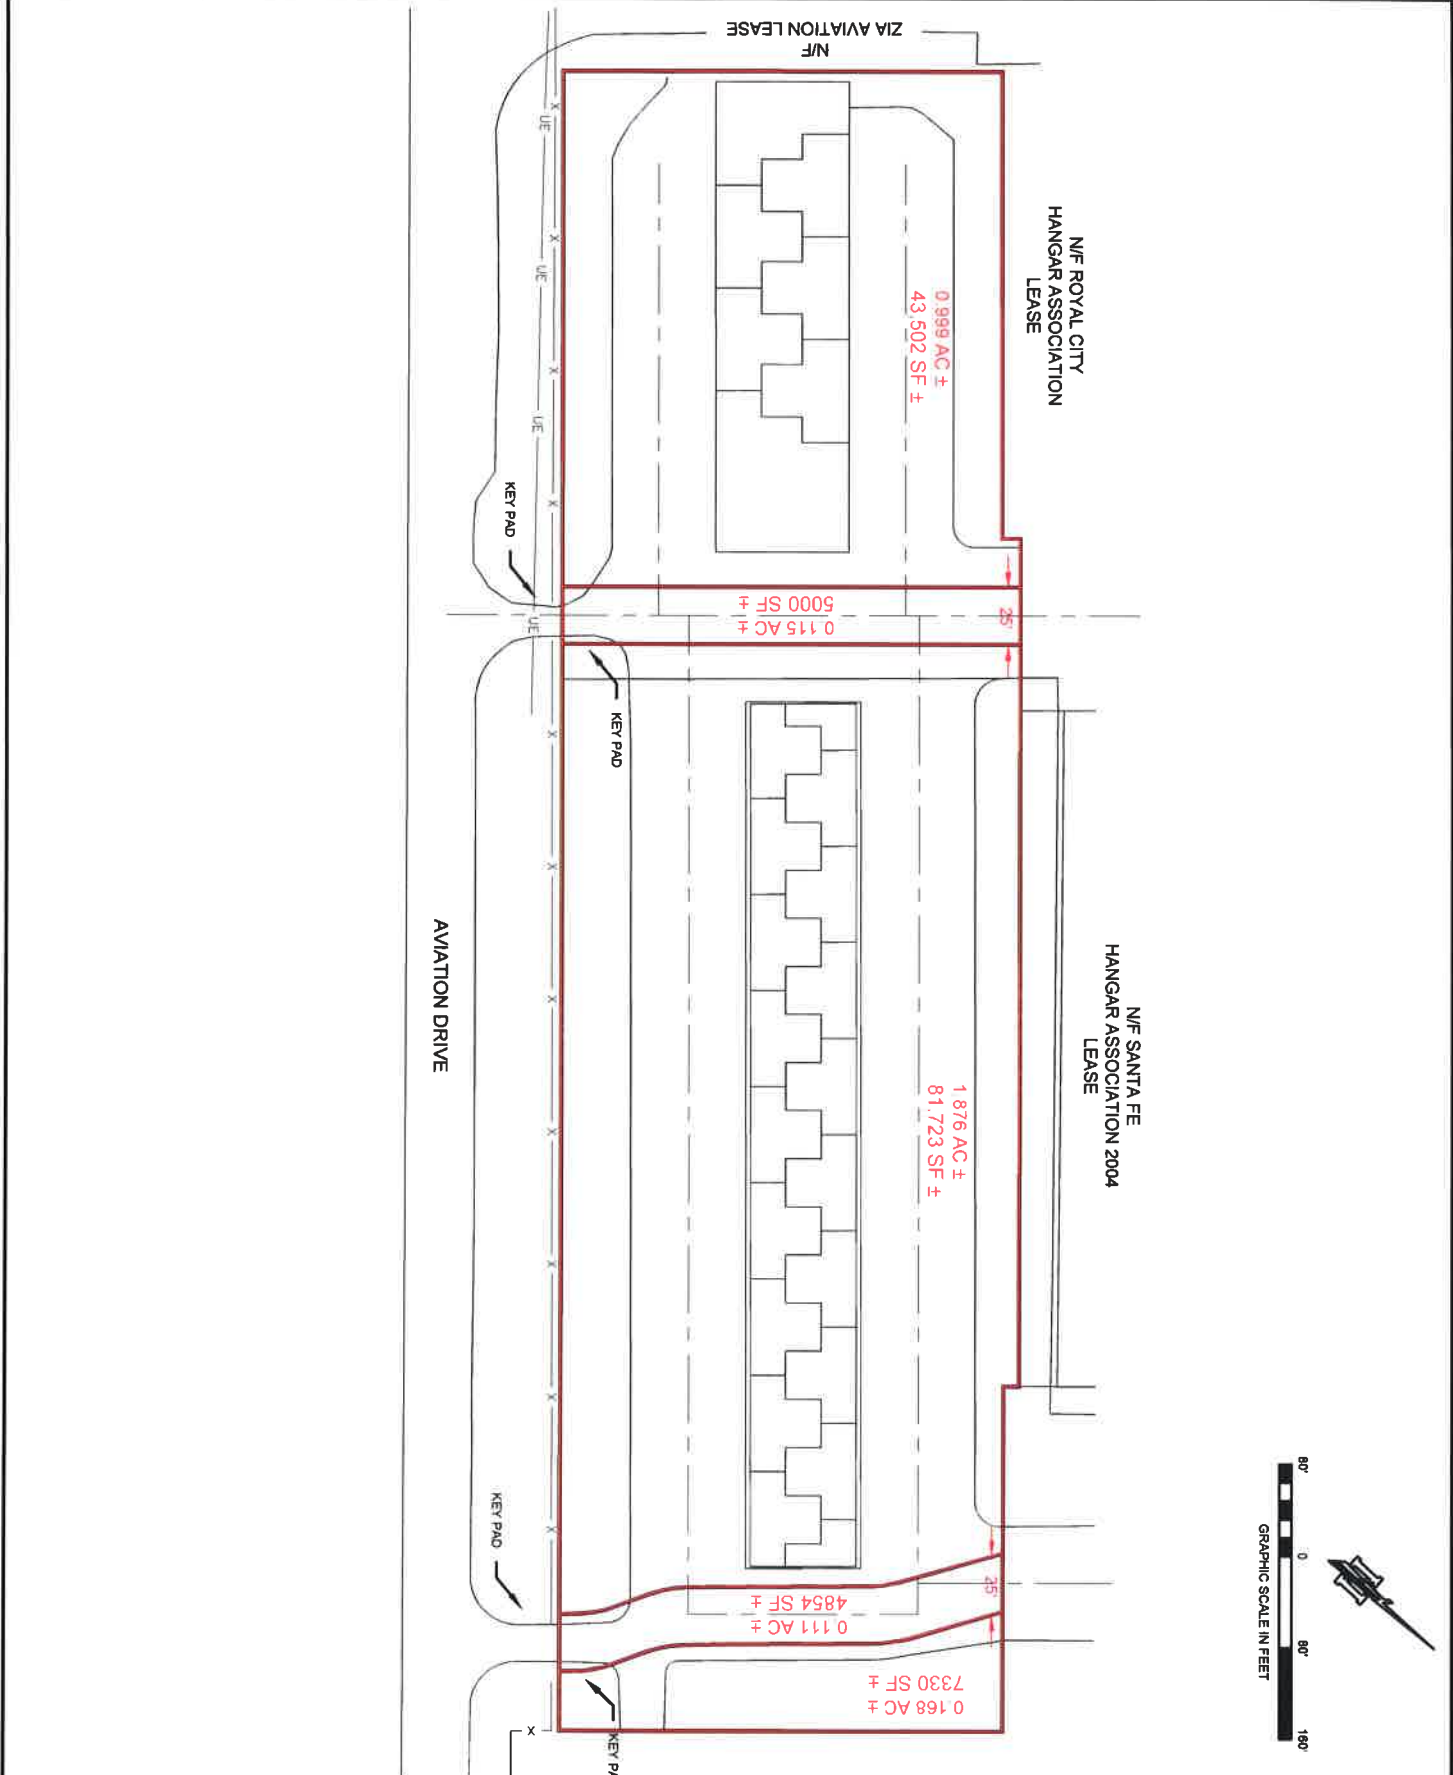 N/F
ZIA AVIATION LEASE
N/F ROYAL CITY
HANGAR ASSOCIATION
LEASE
0.999 AC ±
43,502 SF ±
UE
UE
UE
UE
X
X
X
X
KEY PAD
KEY PAD
0.115 AC ±
5000 SF ±
25'
N/F SANTA FE
HANGAR ASSOCIATION 2004
LEASE
1.876 AC ±
81,723 SF ±
AVIATION DRIVE
X
X
X
X
X
X
X
KEY PAD
25'
0.111 AC ±
4854 SF ±
0.168 AC ±
7330 SF ±
X
KEY PA
80'
0
80'
160'
GRAPHIC SCALE IN FEET